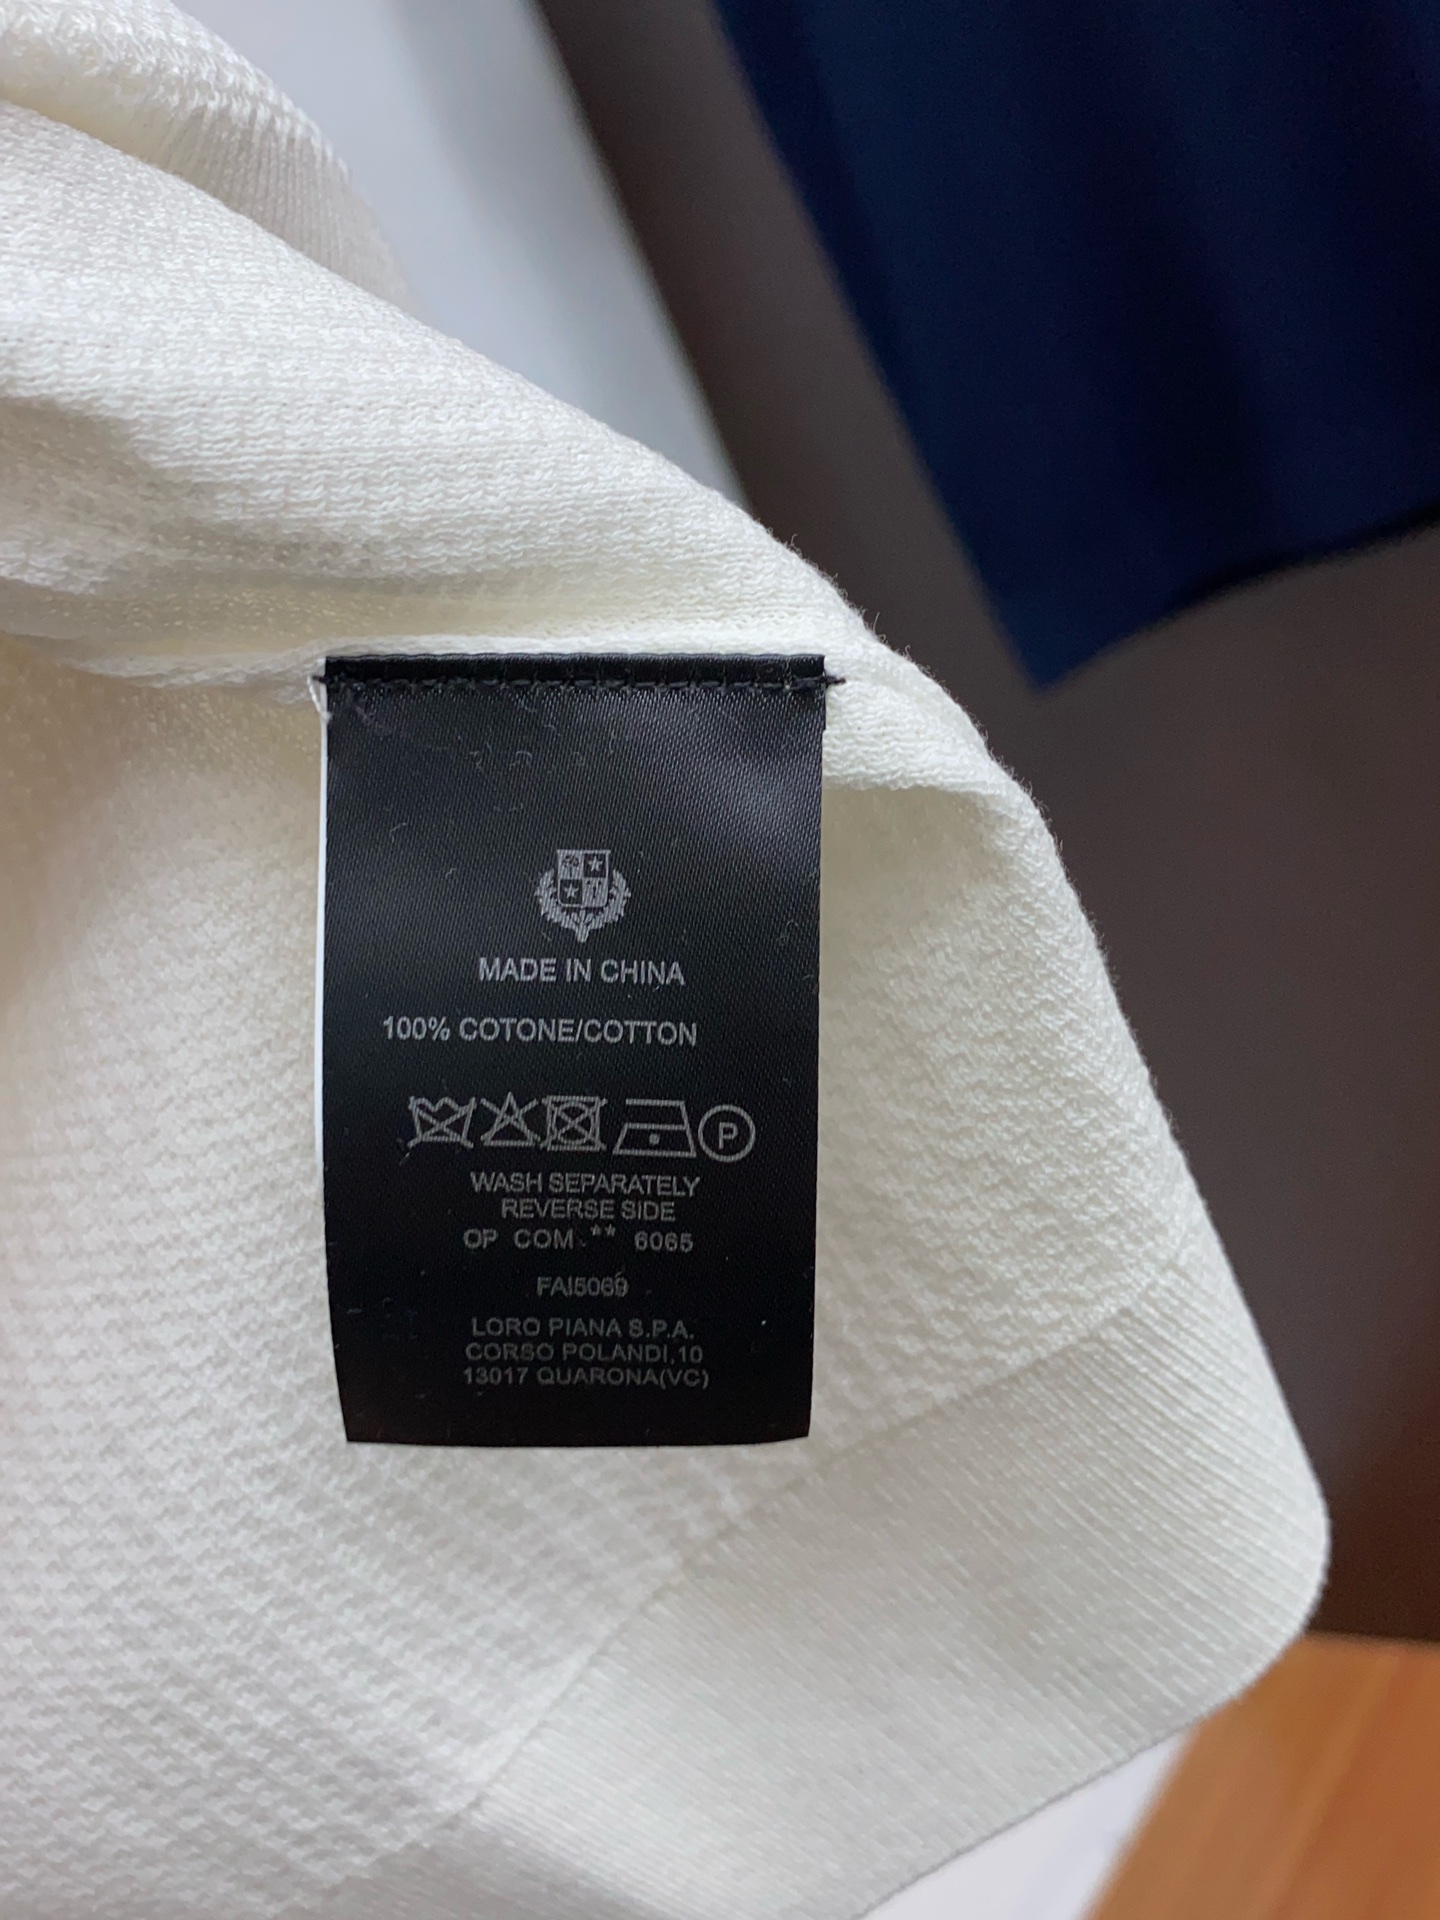 MADE IN CHINA
100% COTONE/COTTON
P
WASH SEPARATELY
REVERSE SIDE
OP COM ** 6065
FAI5069
LORO PIANA S.P.A.
CORSO POLANDI,10
13017 QUARONA(VC)